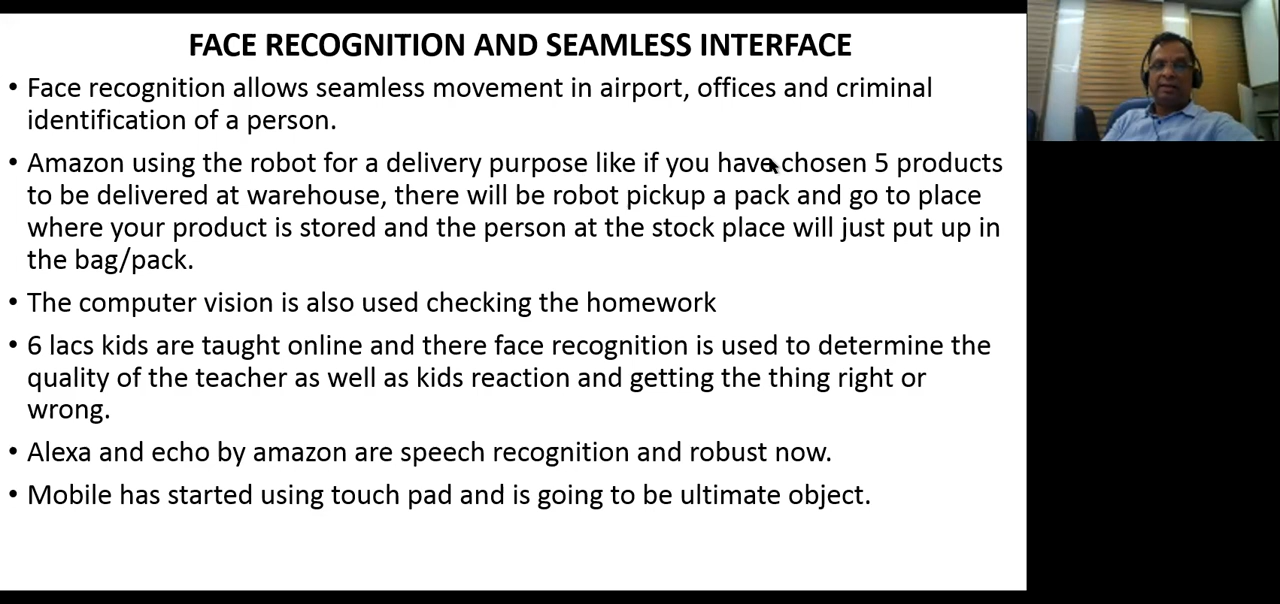 FACE RECOGNITION AND SEAMLESS INTERFACE
• Face recognition allows seamless movement in airport, offices and criminal
identification of a person.
• Amazon using the robot for a delivery purpose like if you have chosen 5 products
to be delivered at warehouse, there will be robot pickup a pack and go to place
where your product is stored and the person at the stock place will just put up in
the bag/pack.
• The computer vision is also used checking the homework
• 6 lacs kids are taught online and there face recognition is used to determine the
quality of the teacher as well as kids reaction and getting the thing right or
wrong.
• Alexa and echo by amazon are speech recognition and robust now.
• Mobile has started using touch pad and is going to be ultimate object.